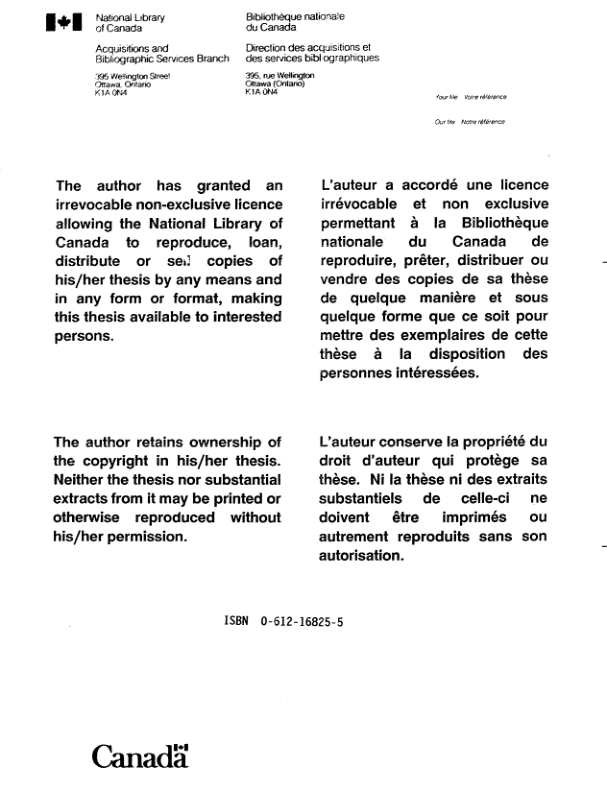 National Library
of Canada
Bibliothèque nationale
du Canada
Acquisitions and
Bibliographic Services Branch
Direction des acquisitions et
des services bibliographiques
395 Wellington Street
Ottawa, Ontario
K1A 0N4
395, rue Wellington
Ottawa (Ontario)
K1A 0N4
Your file Votre référence
Our file Notre référence
The author has granted an
irrevocable non-exclusive licence
allowing the National Library of
Canada to reproduce, loan,
distribute or sell copies of
his/her thesis by any means and
in any form or format, making
this thesis available to interested
persons.
L'auteur a accordé une licence
irrévocable et non exclusive
permettant à la Bibliothèque
nationale du Canada de
reproduire, prêter, distribuer ou
vendre des copies de sa thèse
de quelque manière et sous
quelque forme que ce soit pour
mettre des exemplaires de cette
thèse à la disposition des
personnes intéressées.
The author retains ownership of
the copyright in his/her thesis.
Neither the thesis nor substantial
extracts from it may be printed or
otherwise reproduced without
his/her permission.
L'auteur conserve la propriété du
droit d'auteur qui protège sa
thèse. Ni la thèse ni des extraits
substantiels de celle-ci ne
doivent être imprimés ou
autrement reproduits sans son
autorisation.
ISBN 0-612-16825-5
Canada